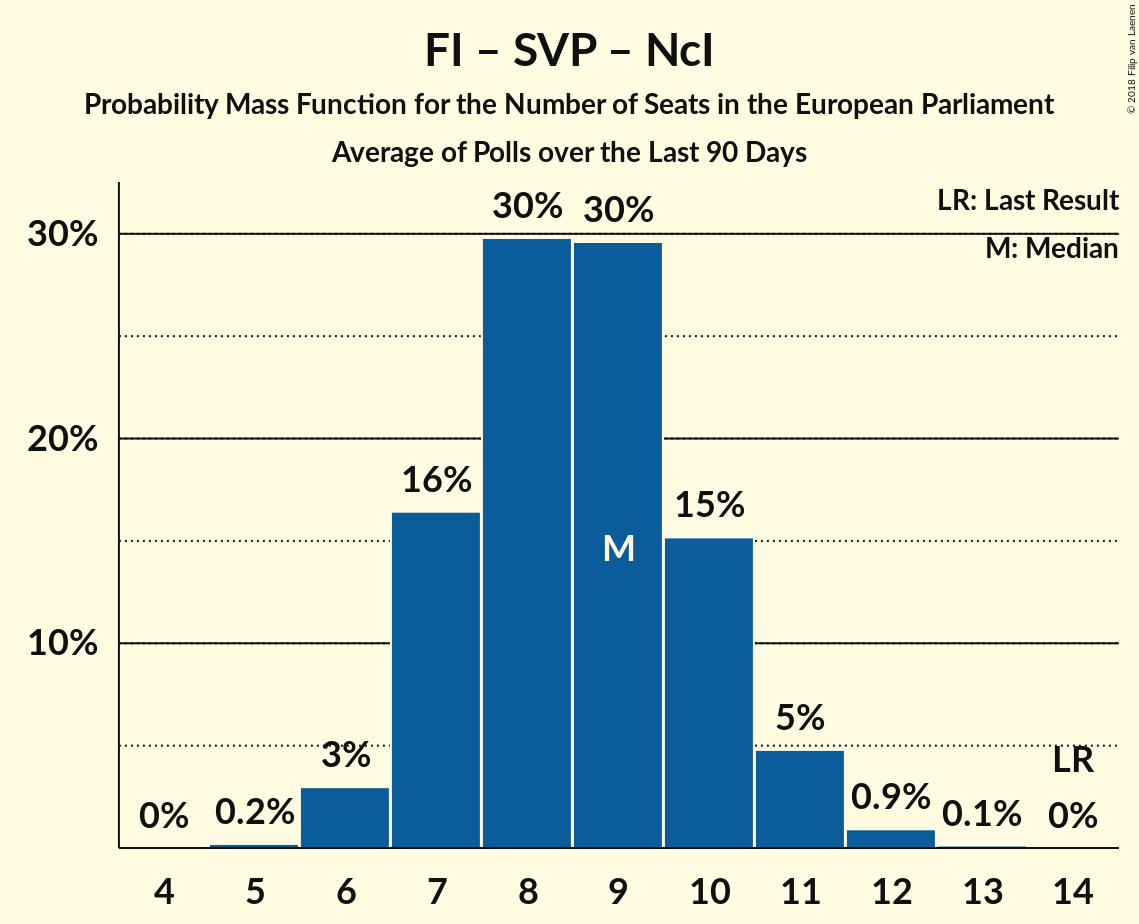 FI – SVP – NcI
Probability Mass Function for the Number of Seats in the European Parliament
Average of Polls over the Last 90 Days
© 2018 Filip van Laenen
LR: Last Result
M: Median
30%
20%
10%
0%
0.2%
3%
16%
30%
30%
M
15%
5%
0.9%
0.1%
LR
0%
4 5 6 7 8 9 10 11 12 13 14